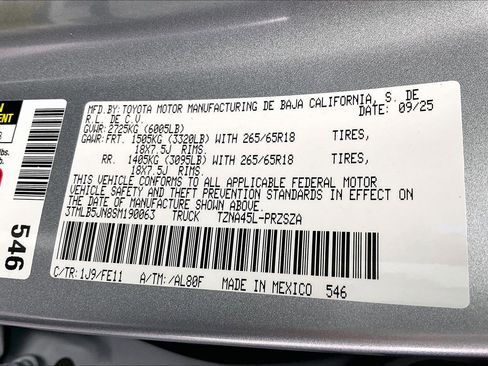 MFD.BY:TOYOTA MOTOR MANUFACTURING DE BAJA CALIFORNIA, S. DE
R.L. DE C.V. DATE: 09/25
GVWR: 2725KG (6005LB)
GAWR:FRT. 1505KG (3320LB) WITH 265/65R18 TIRES,
18X7.5J RIMS.
RR. 1405KG (3095LB) WITH 265/65R18 TIRES,
18X7.5J RIMS.
THIS VEHICLE CONFORMS TO ALL APPLICABLE FEDERAL MOTOR
VEHICLE SAFETY AND THEFT PREVENTION STANDARDS IN EFFECT ON
THE DATE OF MANUFACTURE SHOWN ABOVE.
3TMLB5JN8SM190063 TRUCK TZNA45L-PRZSZA
C/TR: 1J9/FE11 A/TM: /AL80F MADE IN MEXICO 546
546
lbs.